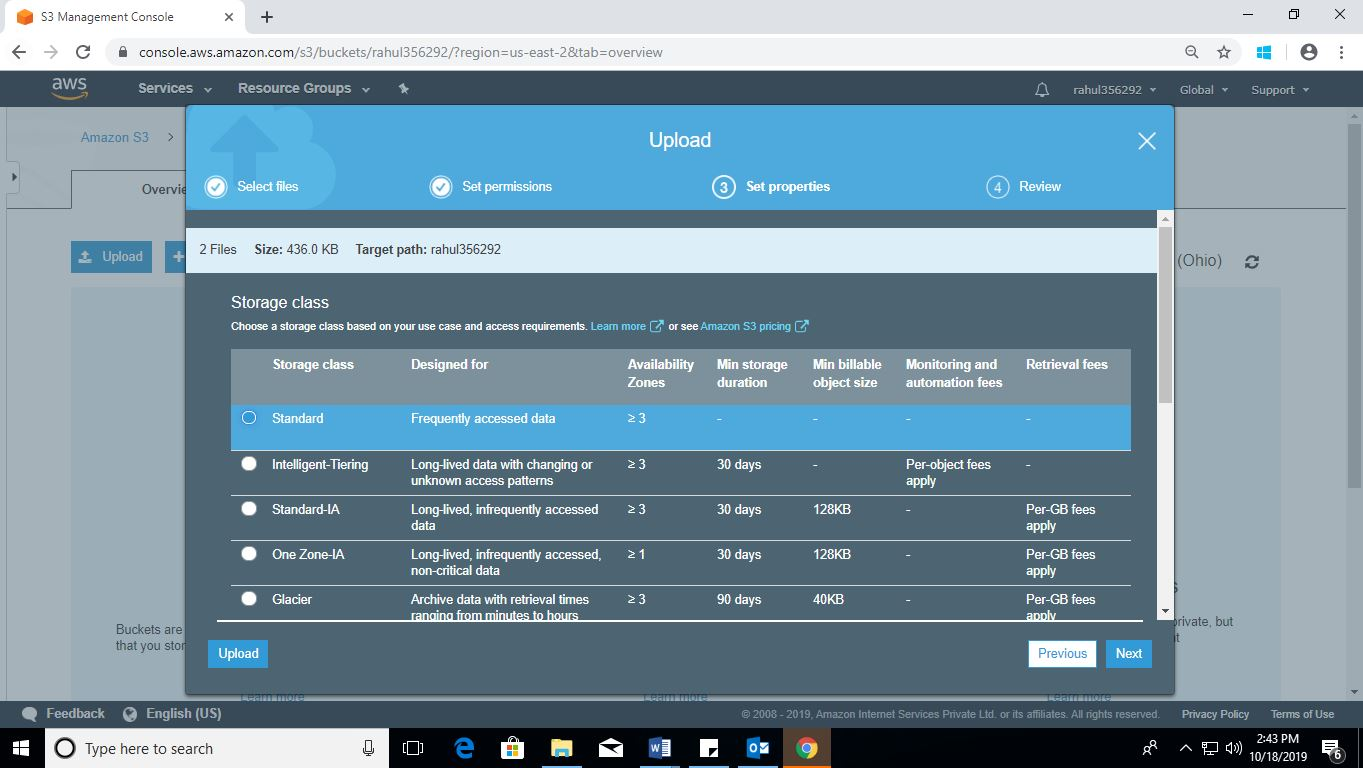 S3 Management Console
console.aws.amazon.com/s3/buckets/rahul356292/?region=us-east-2&tab=overview
aws Services Resource Groups rahul356292 Global Support
Amazon S3
Upload
Select files Set permissions 3 Set properties 4 Review
Overvie
2 Files Size: 436.0 KB Target path: rahul356292
Upload
(Ohio)
Storage class
Choose a storage class based on your use case and access requirements. Learn more or see Amazon S3 pricing
Storage class Designed for Availability Zones Min storage duration Min billable object size Monitoring and automation fees Retrieval fees
Standard Frequently accessed data ≥ 3 - - - -
Intelligent-Tiering Long-lived data with changing or unknown access patterns ≥ 3 30 days - Per-object fees apply -
Standard-IA Long-lived, infrequently accessed data ≥ 3 30 days 128KB - Per-GB fees apply
One Zone-IA Long-lived, infrequently accessed, non-critical data ≥ 1 30 days 128KB - Per-GB fees apply
Glacier Archive data with retrieval times ranging from minutes to hours ≥ 3 90 days 40KB - Per-GB fees apply
Buckets are
that you stor
private, but
Upload Previous Next
Learn more Learn more Learn more
Feedback English (US) © 2008 - 2019, Amazon Internet Services Private Ltd. or its affiliates. All rights reserved. Privacy Policy Terms of Use
Type here to search
2:43 PM
10/18/2019
6